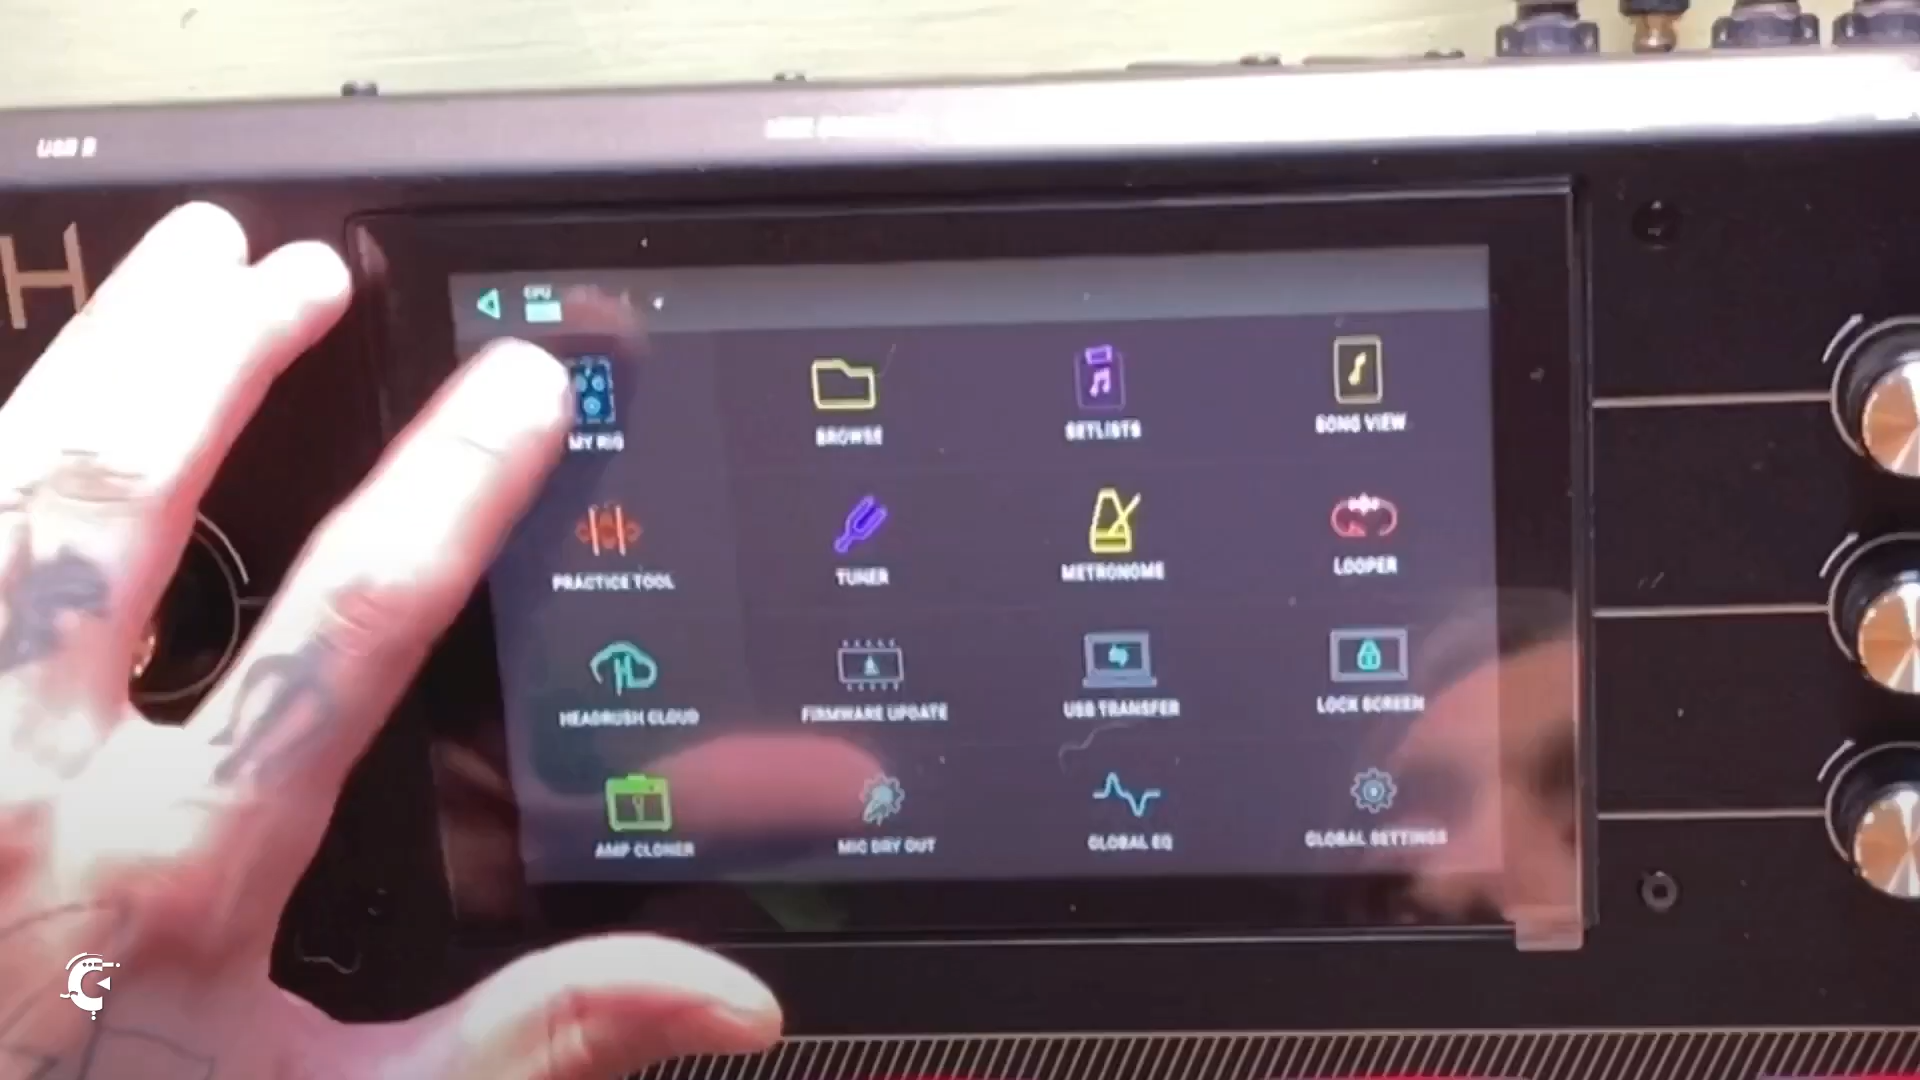 USB B
H
CPU
MY RIG
BROWSE
SETLISTS
SONG VIEW
PRACTICE TOOL
TUNER
METRONOME
LOOPER
HEADRUSH CLOUD
FIRMWARE UPDATE
USB TRANSFER
LOCK SCREEN
AMP CLONER
MIC DRY OUT
GLOBAL EQ
GLOBAL SETTINGS